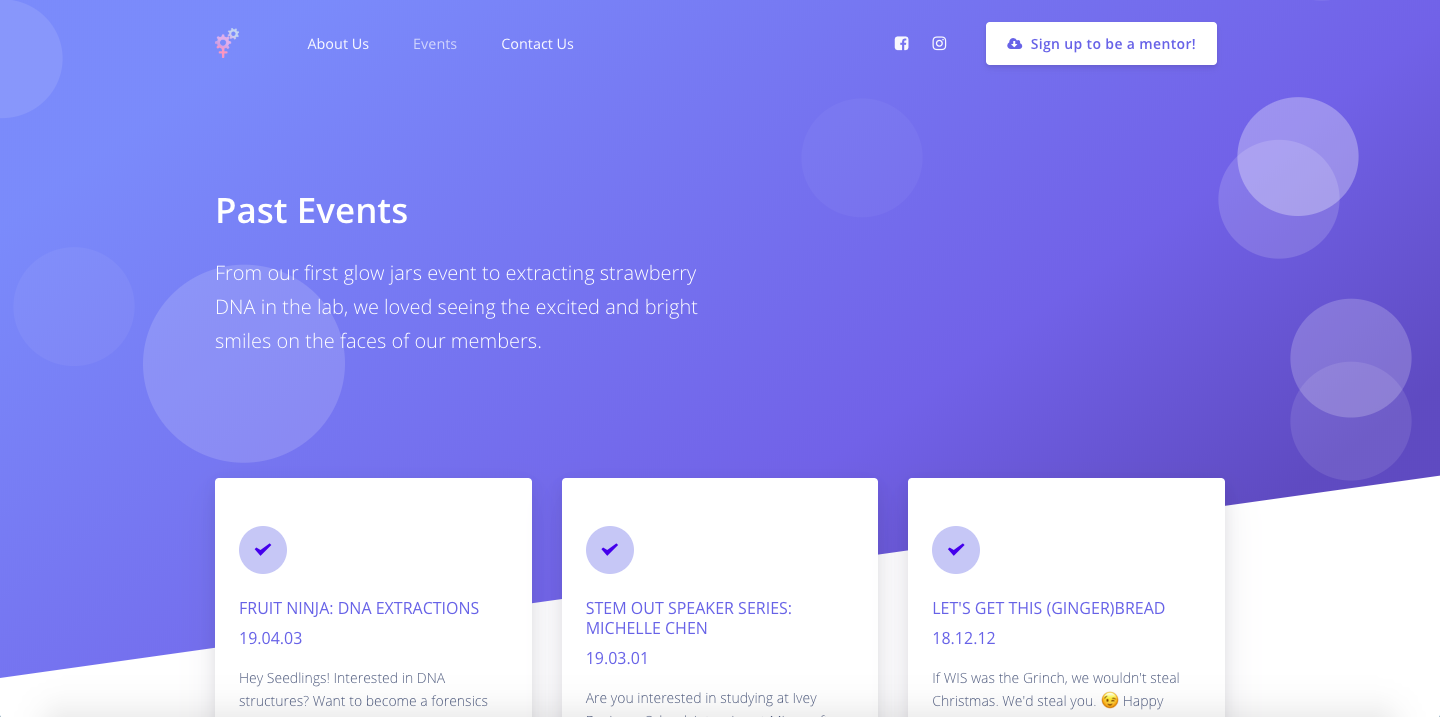 About Us
Events
Contact Us
Sign up to be a mentor!
Past Events
From our first glow jars event to extracting strawberry
DNA in the lab, we loved seeing the excited and bright
smiles on the faces of our members.
FRUIT NINJA: DNA EXTRACTIONS
19.04.03
Hey Seedlings! Interested in DNA
structures? Want to become a forensics
STEM OUT SPEAKER SERIES:
MICHELLE CHEN
19.03.01
Are you interested in studying at Ivey
LET'S GET THIS (GINGER)BREAD
18.12.12
If WIS was the Grinch, we wouldn't steal
Christmas. We'd steal you. 😉 Happy